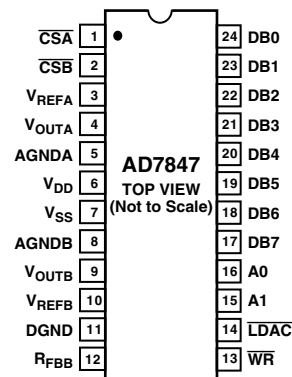 CSA 1 24 DB0
CSB 2 23 DB1
VREFA 3 22 DB2
VOUTA 4 21 DB3
AGNDA 5 20 DB4
AD7847
VDD 6 19 DB5
TOP VIEW
VSS 7 (Not to Scale) 18 DB6
AGNDB 8 17 DB7
VOUTB 9 16 A0
VREFB 10 15 A1
DGND 11 14 LDAC
RFBB 12 13 WR